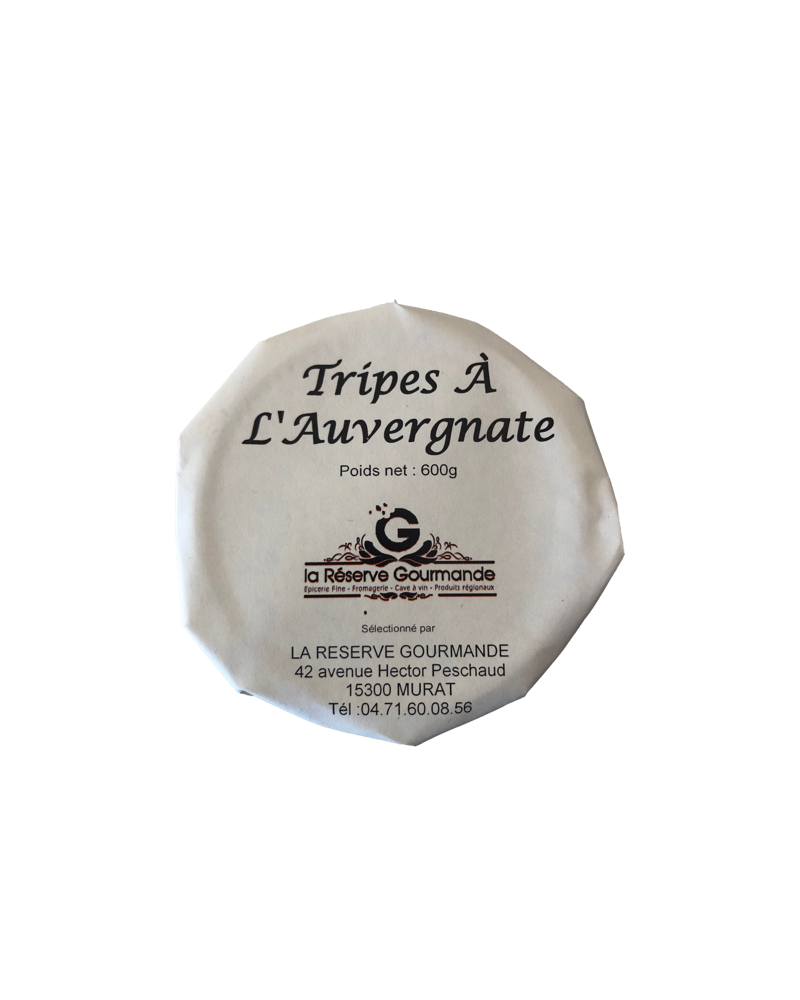 Tripes À
L'Auvergnate
Poids net : 600g
G
la Réserve Gourmande
Epicerie Fine - Fromagerie - Cave à vin - Produits régionaux
Sélectionné par
LA RESERVE GOURMANDE
42 avenue Hector Peschaud
15300 MURAT
Tél :04.71.60.08.56